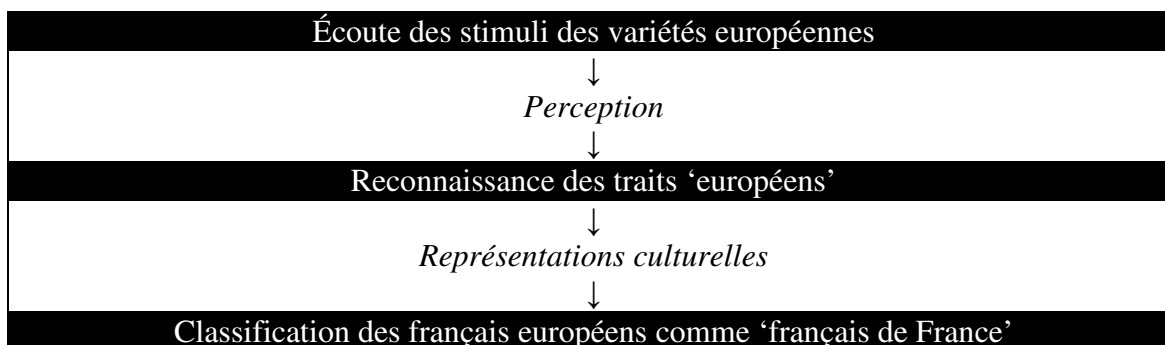 Écoute des stimuli des variétés européennes
↓
Perception
↓
Reconnaissance des traits ‘européens’
↓
Représentations culturelles
↓
Classification des français européens comme ‘français de France’